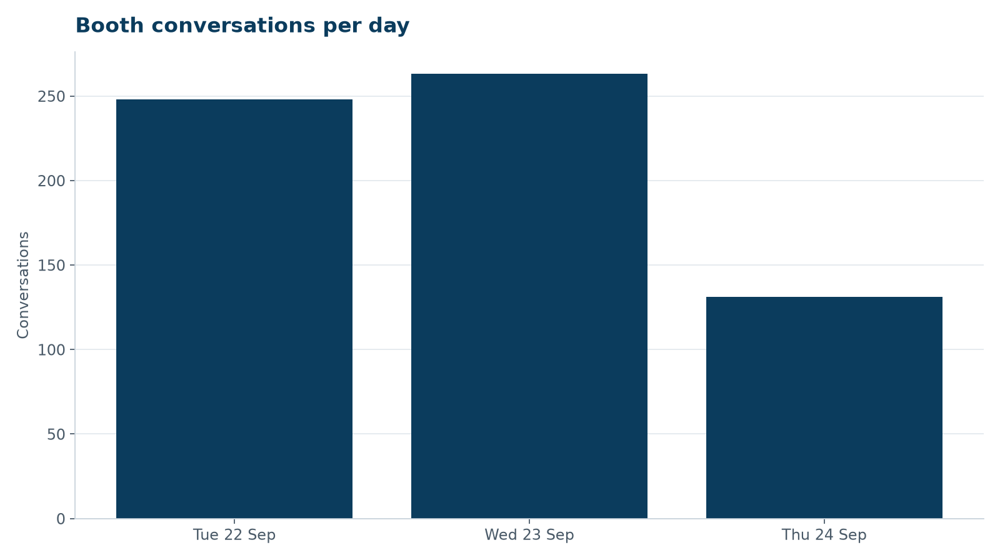 Booth conversations per day
Conversations
250
200
150
100
50
0
Tue 22 Sep
Wed 23 Sep
Thu 24 Sep